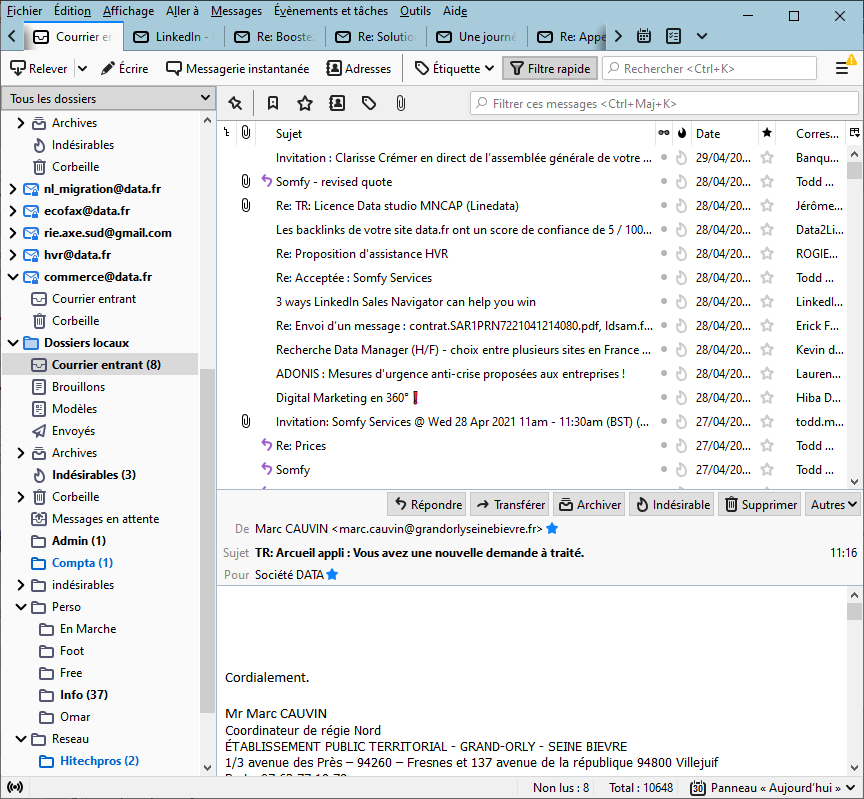 Fichier Édition Affichage Aller à Messages Évènements et tâches Outils Aide
Courrier en LinkedIn - Re: Booste Re: Solution Une journé Re: Appe
Relever Écrire Messagerie instantanée Adresses Étiquette Filtre rapide Rechercher <Ctrl+K>
Tous les dossiers
Filtrer ces messages <Ctrl+Maj+K>
Archives
Indésirables
Corbeille
nl_migration@data.fr
ecofax@data.fr
rie.axe.sud@gmail.com
hvr@data.fr
commerce@data.fr
Courrier entrant
Corbeille
Dossiers locaux
Courrier entrant (8)
Brouillons
Modèles
Envoyés
Archives
Indésirables (3)
Corbeille
Messages en attente
Admin (1)
Compta (1)
indésirables
Perso
En Marche
Foot
Free
Info (37)
Omar
Reseau
Hitechpros (2)
Sujet Date Corres...
Invitation : Clarisse Crémer en direct de l'assemblée générale de votre ... 29/04/20... Banqu...
Somfy - revised quote 28/04/20... Todd ...
Re: TR: Licence Data studio MNCAP (Linedata) 28/04/20... Jérôme...
Les backlinks de votre site data.fr ont un score de confiance de 5 / 100... 28/04/20... Data2Li...
Re: Proposition d'assistance HVR 28/04/20... ROGIE...
Re: Acceptée : Somfy Services 28/04/20... Todd ...
3 ways LinkedIn Sales Navigator can help you win 28/04/20... LinkedI...
Re: Envoi d'un message : contrat.SAR1PRN7221041214080.pdf, Idsam.f... 28/04/20... Erick F...
Recherche Data Manager (H/F) - choix entre plusieurs sites en France ... 28/04/20... Kevin d...
ADONIS : Mesures d'urgence anti-crise proposées aux entreprises ! 28/04/20... Lauren...
Digital Marketing en 360° 28/04/20... Hiba D...
Invitation: Somfy Services @ Wed 28 Apr 2021 11am - 11:30am (BST) (... 27/04/20... todd.m...
Re: Prices 27/04/20... Todd ...
Somfy 27/04/20... Todd ...
Répondre Transférer Archiver Indésirable Supprimer Autres
De Marc CAUVIN <marc.cauvin@grandorlyseinebievre.fr>
Sujet TR: Arcueil appli : Vous avez une nouvelle demande à traité. 11:16
Pour Société DATA
Cordialement.
Mr Marc CAUVIN
Coordinateur de régie Nord
ÉTABLISSEMENT PUBLIC TERRITORIAL - GRAND-ORLY - SEINE BIEVRE
1/3 avenue des Près – 94260 – Fresnes et 137 avenue de la république 94800 Villejuif
Non lus : 8 Total : 10648 30 Panneau « Aujourd'hui »